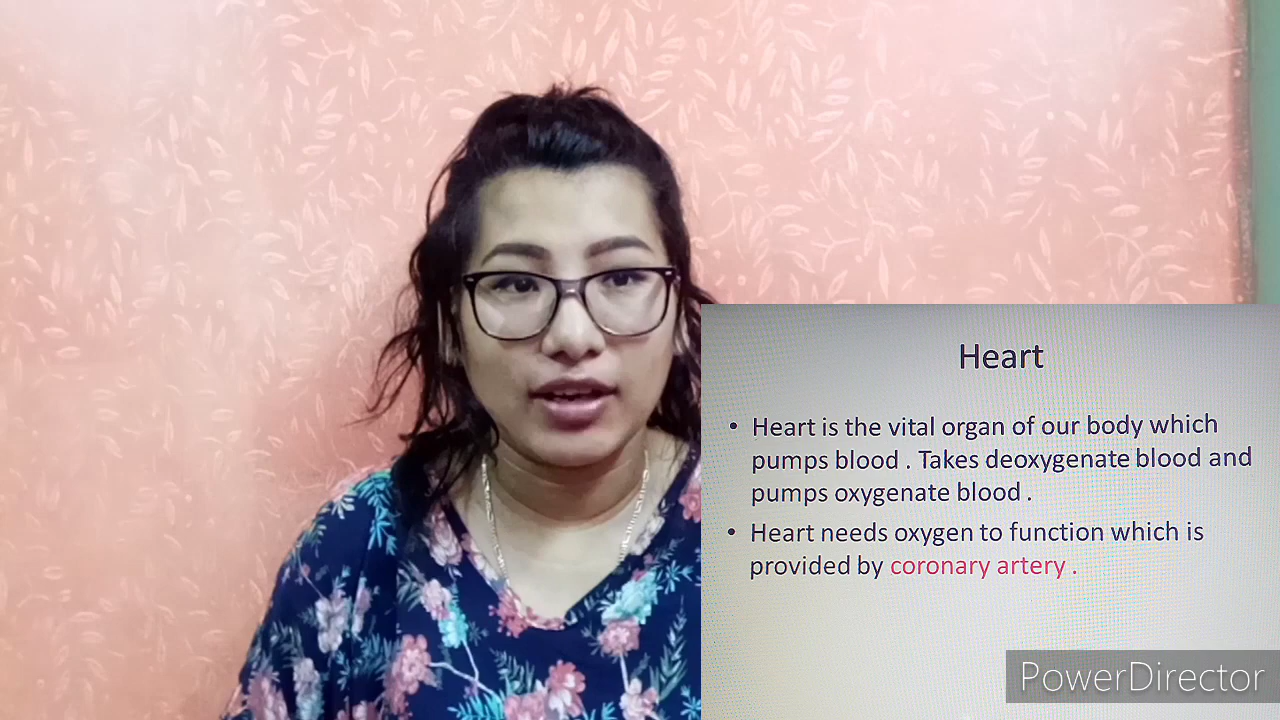 Heart
• Heart is the vital organ of our body which
pumps blood . Takes deoxygenate blood and
pumps oxygenate blood .
• Heart needs oxygen to function which is
provided by coronary artery .
PowerDirector